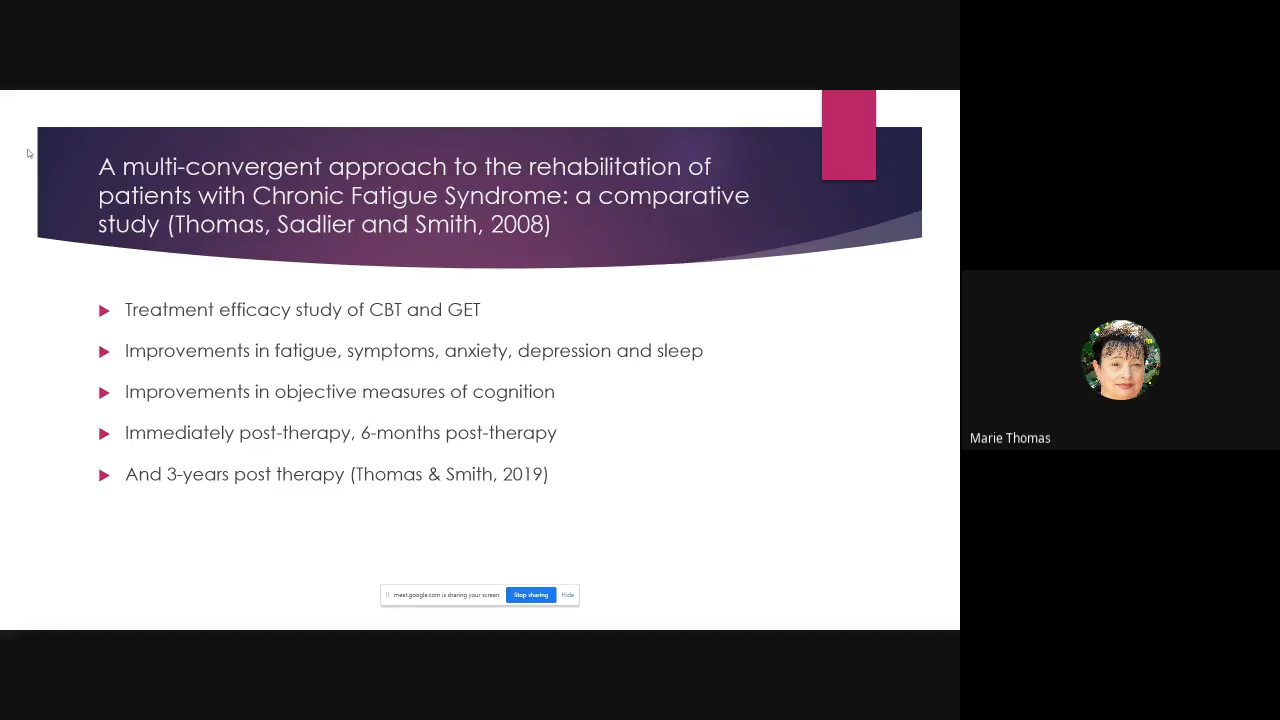 A multi-convergent approach to the rehabilitation of
patients with Chronic Fatigue Syndrome: a comparative
study (Thomas, Sadlier and Smith, 2008)
Treatment efficacy study of CBT and GET
Improvements in fatigue, symptoms, anxiety, depression and sleep
Improvements in objective measures of cognition
Immediately post-therapy, 6-months post-therapy
And 3-years post therapy (Thomas & Smith, 2019)
meet.google.com is sharing your screen. Stop sharing Hide
Marie Thomas